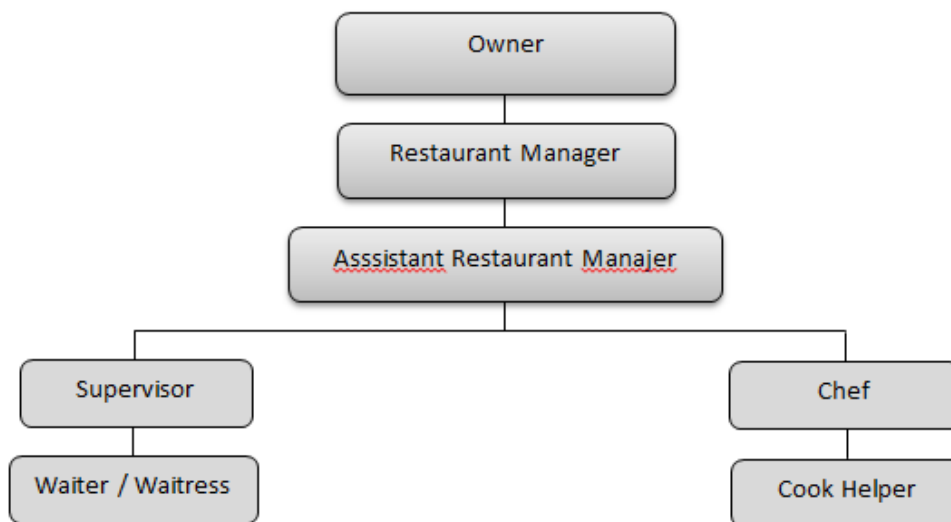 Owner
Restaurant Manager
Asssistant Restaurant Manajer
Supervisor
Chef
Waiter / Waitress
Cook Helper